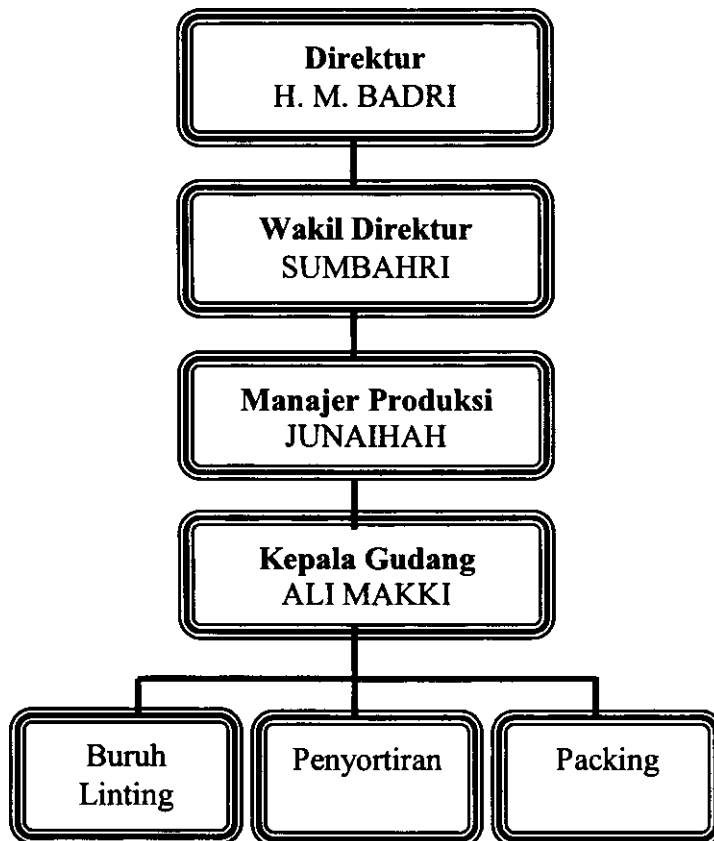 Direktur
H. M. BADRI
Wakil Direktur
SUMBAHRI
Manajer Produksi
JUNAIHAH
Kepala Gudang
ALI MAKKI
Buruh
Linting
Penyortiran
Packing